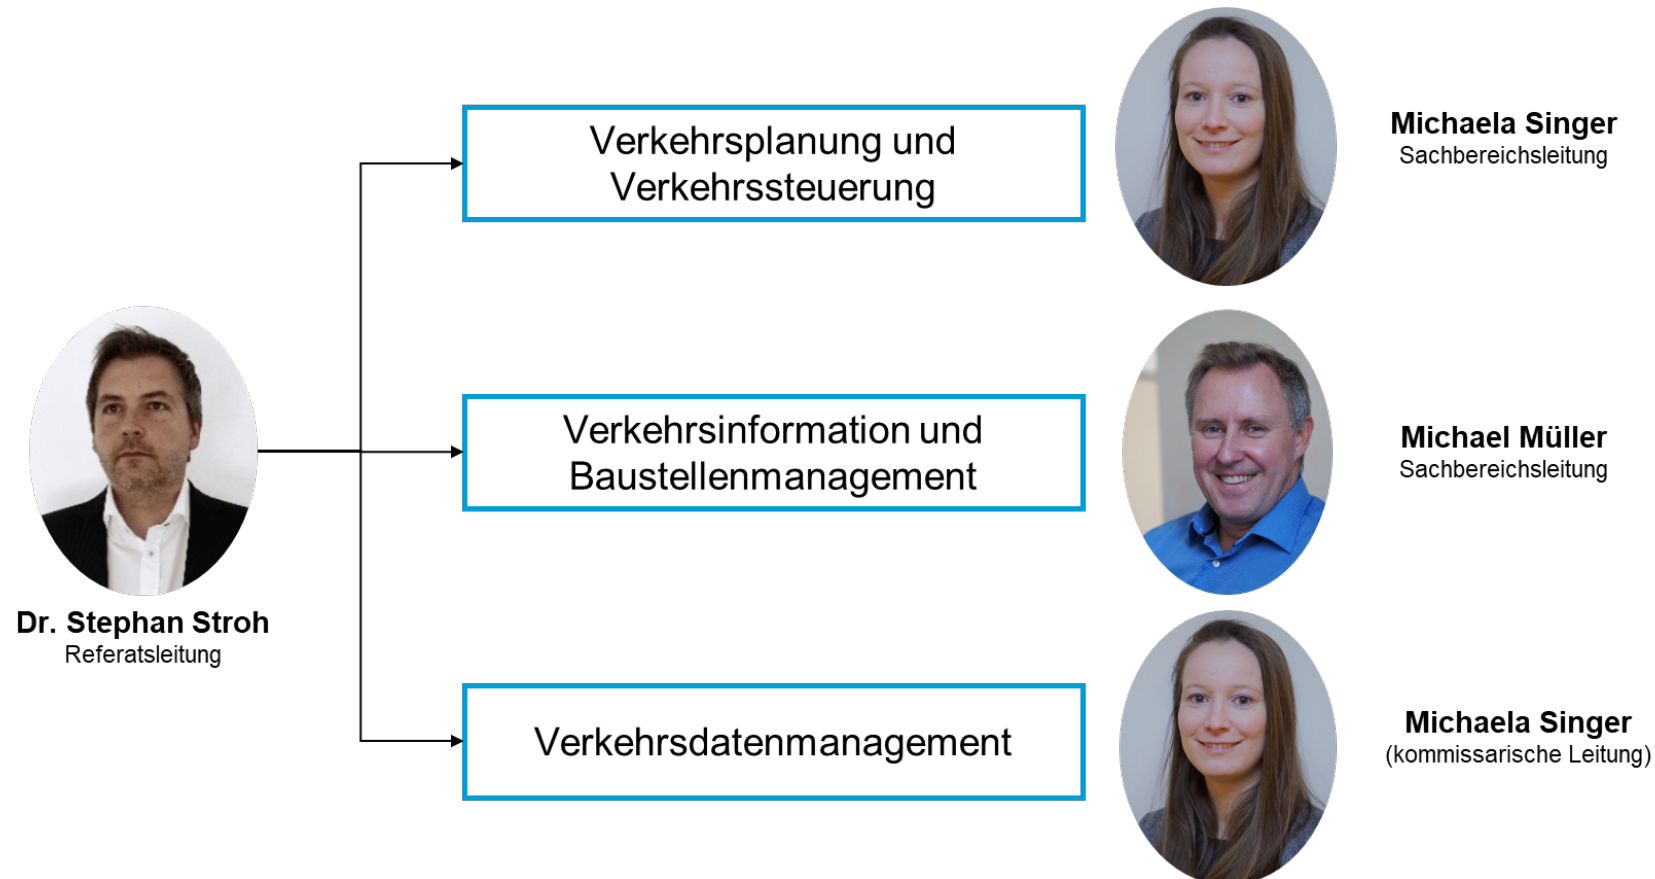 Verkehrsplanung und
Verkehrssteuerung
Michaela Singer
Sachbereichsleitung
Verkehrsinformation und
Baustellenmanagement
Michael Müller
Sachbereichsleitung
Dr. Stephan Stroh
Referatsleitung
Verkehrsdatenmanagement
Michaela Singer
(kommissarische Leitung)